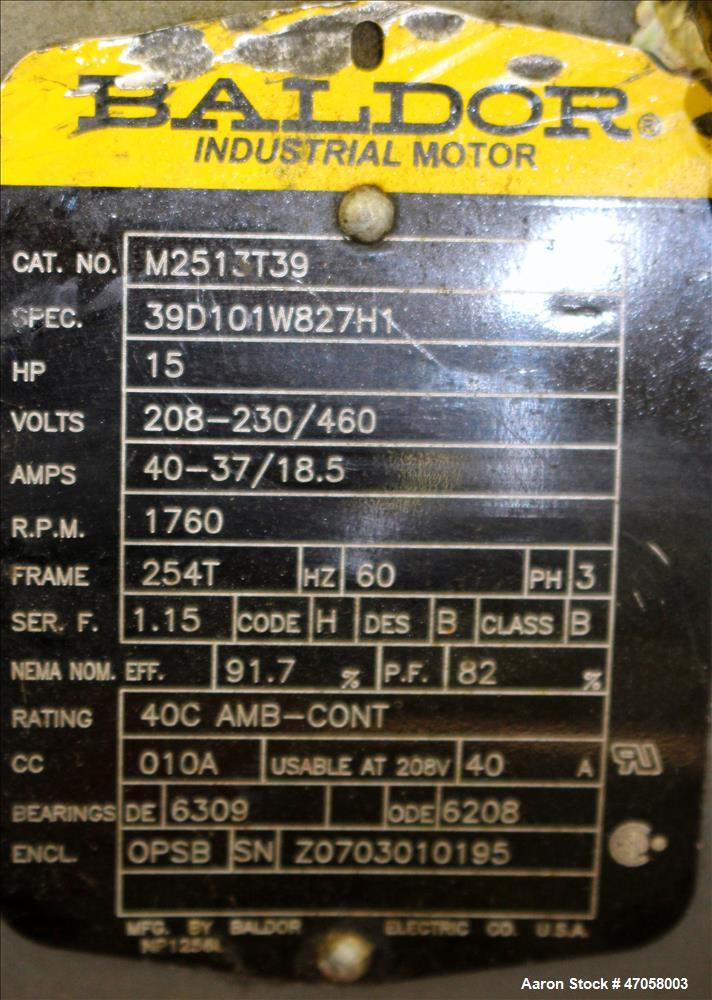 BALDOR®
INDUSTRIAL MOTOR
CAT. NO. M2513T39
SPEC. 39D101W827H1
HP 15
VOLTS 208-230/460
AMPS 40-37/18.5
R.P.M. 1760
FRAME 254T HZ 60 PH 3
SER. F. 1.15 CODE H DES B CLASS B
NEMA NOM. EFF. 91.7 % P.F. 82 %
RATING 40C AMB-CONT
CC 010A USABLE AT 208V 40 A
BEARINGS DE 6309 ODE 6208
ENCL. OPSB SN Z0703010195
MFG. BY BALDOR ELECTRIC CO. U.S.A.
Aaron Stock # 47058003